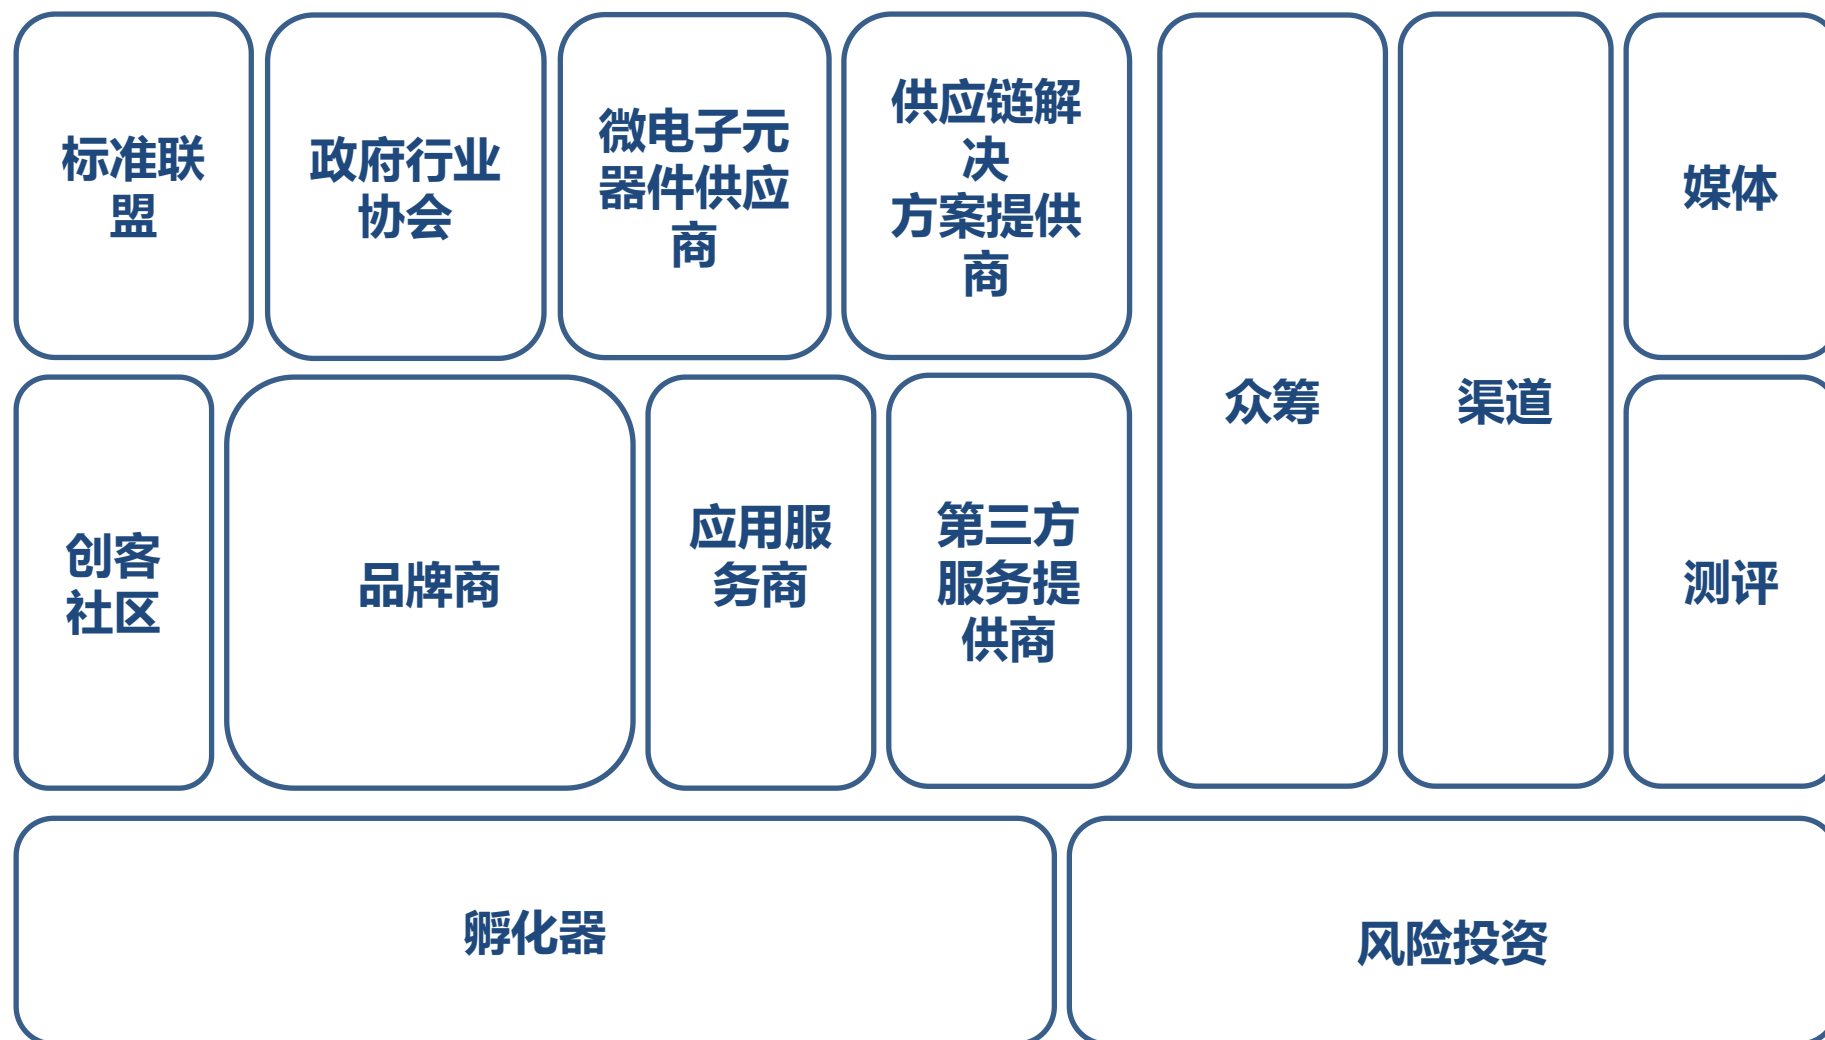 标准联
盟
政府行业
协会
微电子元
器件供应
商
供应链解
决
方案提供
商
众筹
渠道
媒体
创客
社区
品牌商
应用服
务商
第三方
服务提
供商
测评
孵化器
风险投资